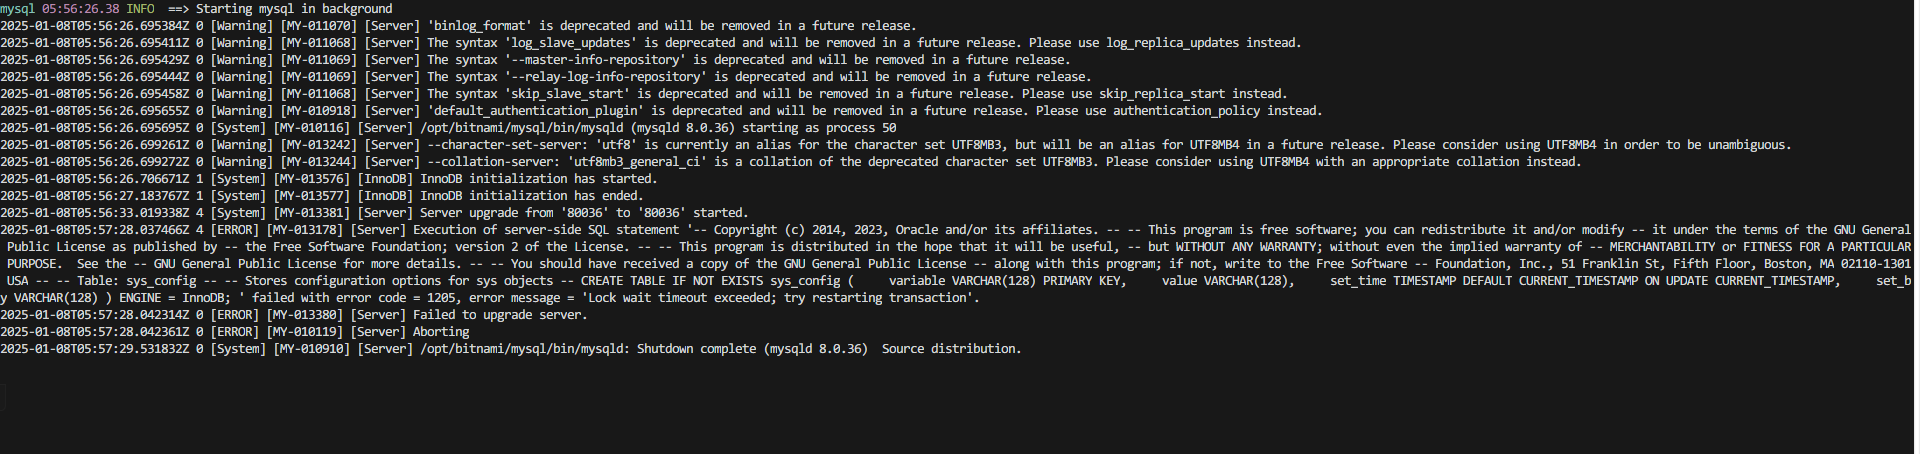 mysql 05:56:26.38 INFO  ==> Starting mysql in background
2025-01-08T05:56:26.695384Z 0 [Warning] [MY-011070] [Server] 'binlog_format' is deprecated and will be removed in a future release.
2025-01-08T05:56:26.695411Z 0 [Warning] [MY-011068] [Server] The syntax 'log_slave_updates' is deprecated and will be removed in a future release. Please use log_replica_updates instead.
2025-01-08T05:56:26.695429Z 0 [Warning] [MY-011069] [Server] The syntax '--master-info-repository' is deprecated and will be removed in a future release.
2025-01-08T05:56:26.695444Z 0 [Warning] [MY-011069] [Server] The syntax '--relay-log-info-repository' is deprecated and will be removed in a future release.
2025-01-08T05:56:26.695458Z 0 [Warning] [MY-011068] [Server] The syntax 'skip_slave_start' is deprecated and will be removed in a future release. Please use skip_replica_start instead.
2025-01-08T05:56:26.695655Z 0 [Warning] [MY-010918] [Server] 'default_authentication_plugin' is deprecated and will be removed in a future release. Please use authentication_policy instead.
2025-01-08T05:56:26.695695Z 0 [System] [MY-010116] [Server] /opt/bitnami/mysql/bin/mysqld (mysqld 8.0.36) starting as process 50
2025-01-08T05:56:26.699261Z 0 [Warning] [MY-013242] [Server] --character-set-server: 'utf8' is currently an alias for the character set UTF8MB3, but will be an alias for UTF8MB4 in a future release. Please consider using UTF8MB4 in order to be unambiguous.
2025-01-08T05:56:26.699272Z 0 [Warning] [MY-013244] [Server] --collation-server: 'utf8mb3_general_ci' is a collation of the deprecated character set UTF8MB3. Please consider using UTF8MB4 with an appropriate collation instead.
2025-01-08T05:56:26.706671Z 1 [System] [MY-013576] [InnoDB] InnoDB initialization has started.
2025-01-08T05:56:27.183767Z 1 [System] [MY-013577] [InnoDB] InnoDB initialization has ended.
2025-01-08T05:56:33.019338Z 4 [System] [MY-013381] [Server] Server upgrade from '80036' to '80036' started.
2025-01-08T05:57:28.037466Z 4 [ERROR] [MY-013178] [Server] Execution of server-side SQL statement '-- Copyright (c) 2014, 2023, Oracle and/or its affiliates. -- -- This program is free software; you can redistribute it and/or modify -- it under the terms of the GNU General
Public License as published by -- the Free Software Foundation; version 2 of the License. -- -- This program is distributed in the hope that it will be useful, -- but WITHOUT ANY WARRANTY; without even the implied warranty of -- MERCHANTABILITY or FITNESS FOR A PARTICULAR
PURPOSE.  See the -- GNU General Public License for more details. -- -- You should have received a copy of the GNU General Public License -- along with this program; if not, write to the Free Software -- Foundation, Inc., 51 Franklin St, Fifth Floor, Boston, MA 02110-1301
USA -- -- Table: sys_config -- -- Stores configuration options for sys objects -- CREATE TABLE IF NOT EXISTS sys_config (     variable VARCHAR(128) PRIMARY KEY,     value VARCHAR(128),     set_time TIMESTAMP DEFAULT CURRENT_TIMESTAMP ON UPDATE CURRENT_TIMESTAMP,     set_b
y VARCHAR(128) ) ENGINE = InnoDB; ' failed with error code = 1205, error message = 'Lock wait timeout exceeded; try restarting transaction'.
2025-01-08T05:57:28.042314Z 0 [ERROR] [MY-013380] [Server] Failed to upgrade server.
2025-01-08T05:57:28.042361Z 0 [ERROR] [MY-010119] [Server] Aborting
2025-01-08T05:57:29.531832Z 0 [System] [MY-010910] [Server] /opt/bitnami/mysql/bin/mysqld: Shutdown complete (mysqld 8.0.36)  Source distribution.